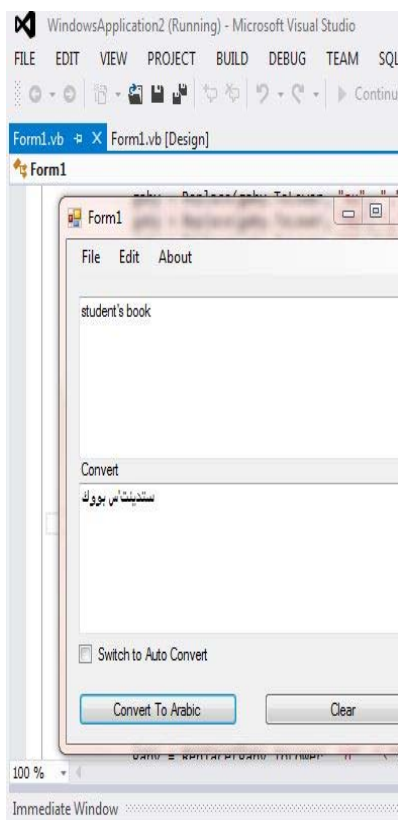 WindowsApplication2 (Running) - Microsoft Visual Studio
FILE EDIT VIEW PROJECT BUILD DEBUG TEAM SQL
Continu
Form1.vb Form1.vb [Design]
Form1
Form1
File Edit About
student's book
Convert
ستدينت'س بووك
Switch to Auto Convert
Convert To Arabic Clear
100 %
Immediate Window